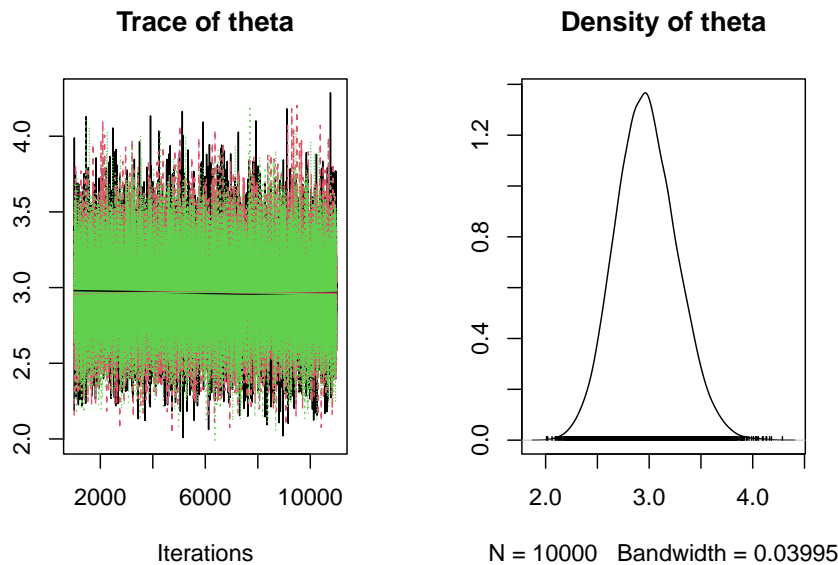 Trace of theta
4.0
3.5
3.0
2.5
2.0
2000 6000 10000
Iterations
Density of theta
1.2
0.8
0.4
0.0
2.0 3.0 4.0
N = 10000 Bandwidth = 0.03995